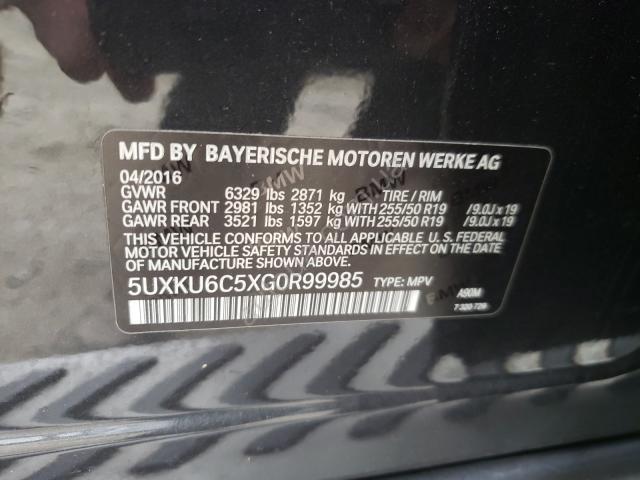 MFD BY BAYERISCHE MOTOREN WERKE AG
04/2016
GVWR 6329 lbs 2871 kg TIRE / RIM
GAWR FRONT 2981 lbs 1352 kg WITH 255/50 R19 /9.0J x 19
GAWR REAR 3521 lbs 1597 kg WITH 255/50 R19 /9.0J x 19
THIS VEHICLE CONFORMS TO ALL APPLICABLE U. S. FEDERAL
MOTOR VEHICLE SAFETY STANDARDS IN EFFECT ON THE DATE
OF MANUFACTURE SHOWN ABOVE.
5UXKU6C5XG0R99985 TYPE: MPV
A90M
7 320 726